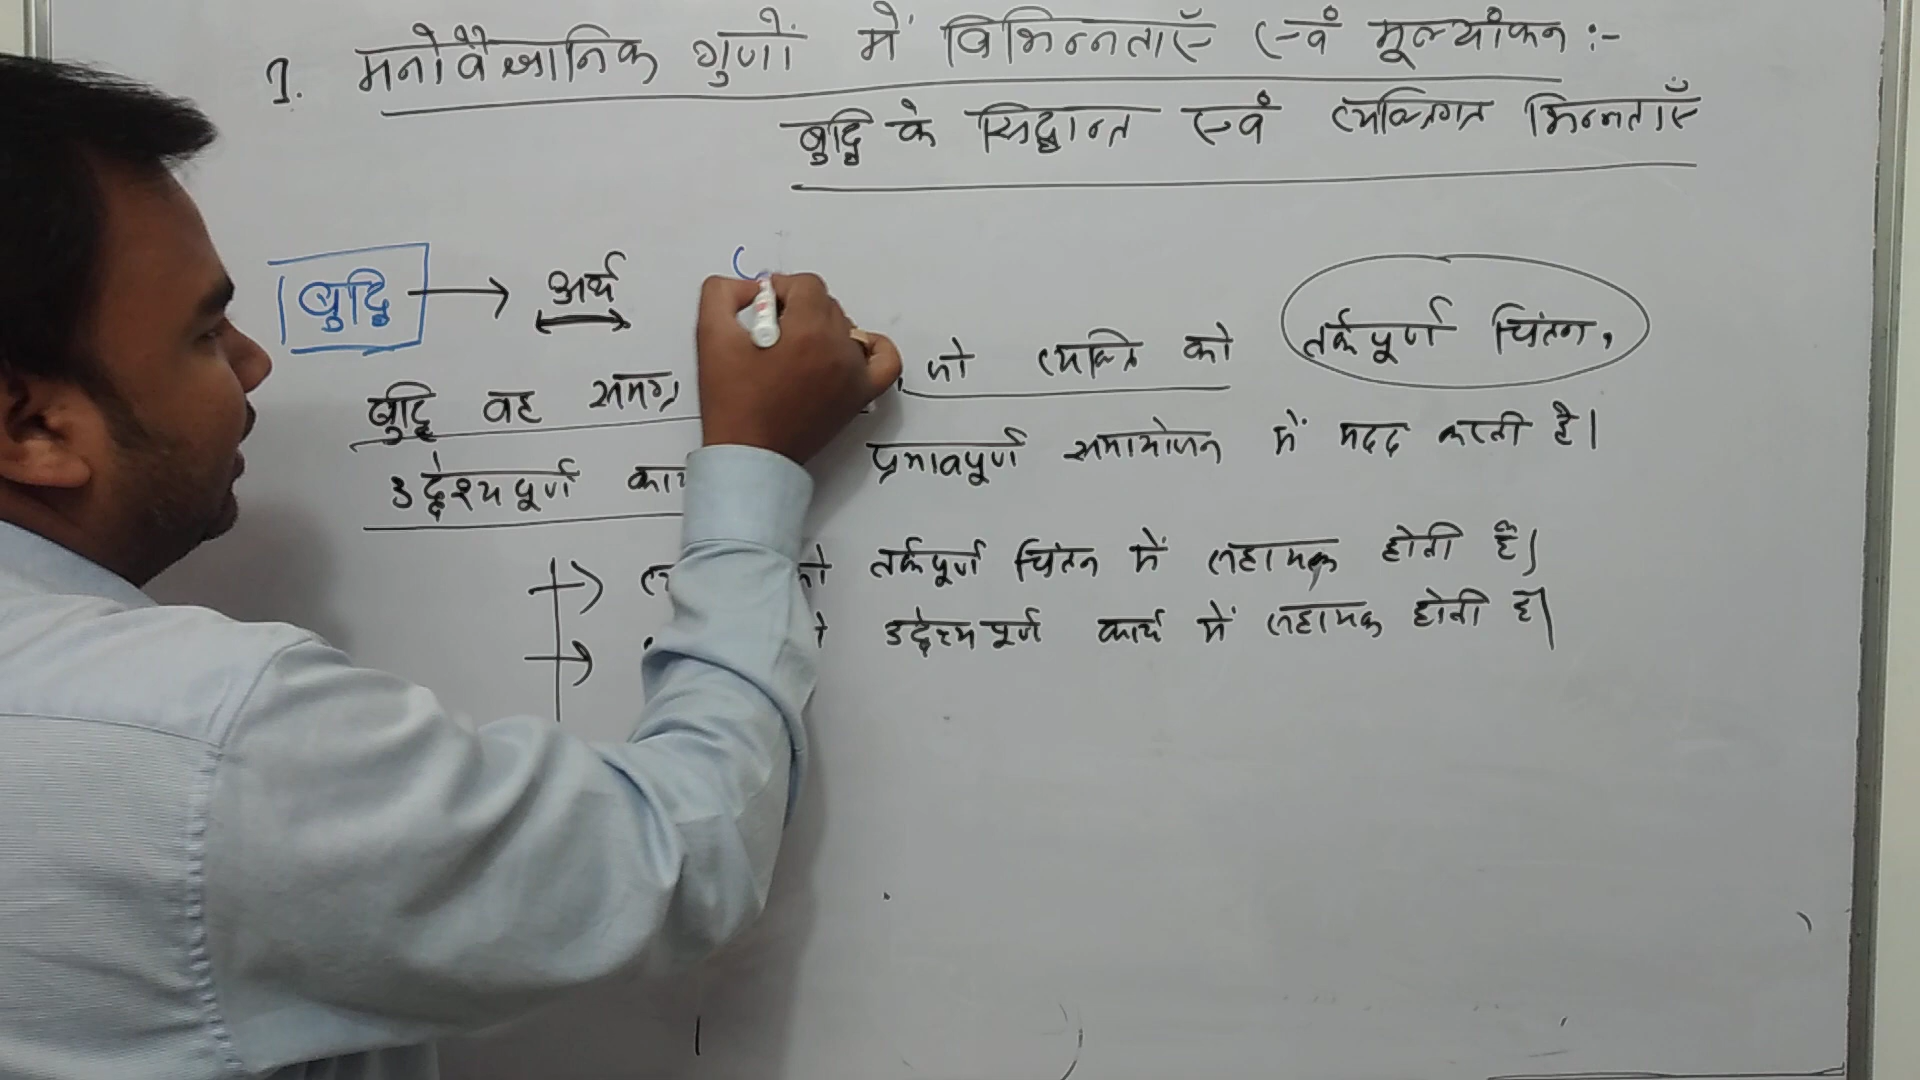 1. मनोवैज्ञानिक गुणों में विभिन्नताएँ एवं मूल्यांकन :-
बुद्धि के सिद्धान्त एवं व्यक्तिगत भिन्नताएँ
बुद्धि → अर्थ
बुद्धि वह समग्र , जो व्यक्ति को तर्कपूर्ण चिंतन,
उद्देश्यपूर्ण प्रभावपूर्ण समायोजन में मदद करती है।
तर्कपूर्ण चिंतन में सहायक होती है।
उद्देश्यपूर्ण कार्य में सहायक होती है।